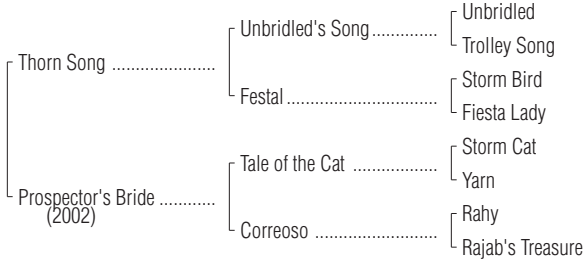 Unbridled
Unbridled's Song..............
Trolley Song
Thorn Song ......................
Storm Bird
Festal................................
Fiesta Lady
Storm Cat
Tale of the Cat ..................
Yarn
Prospector's Bride ............
(2002)
Rahy
Correoso ..........................
Rajab's Treasure